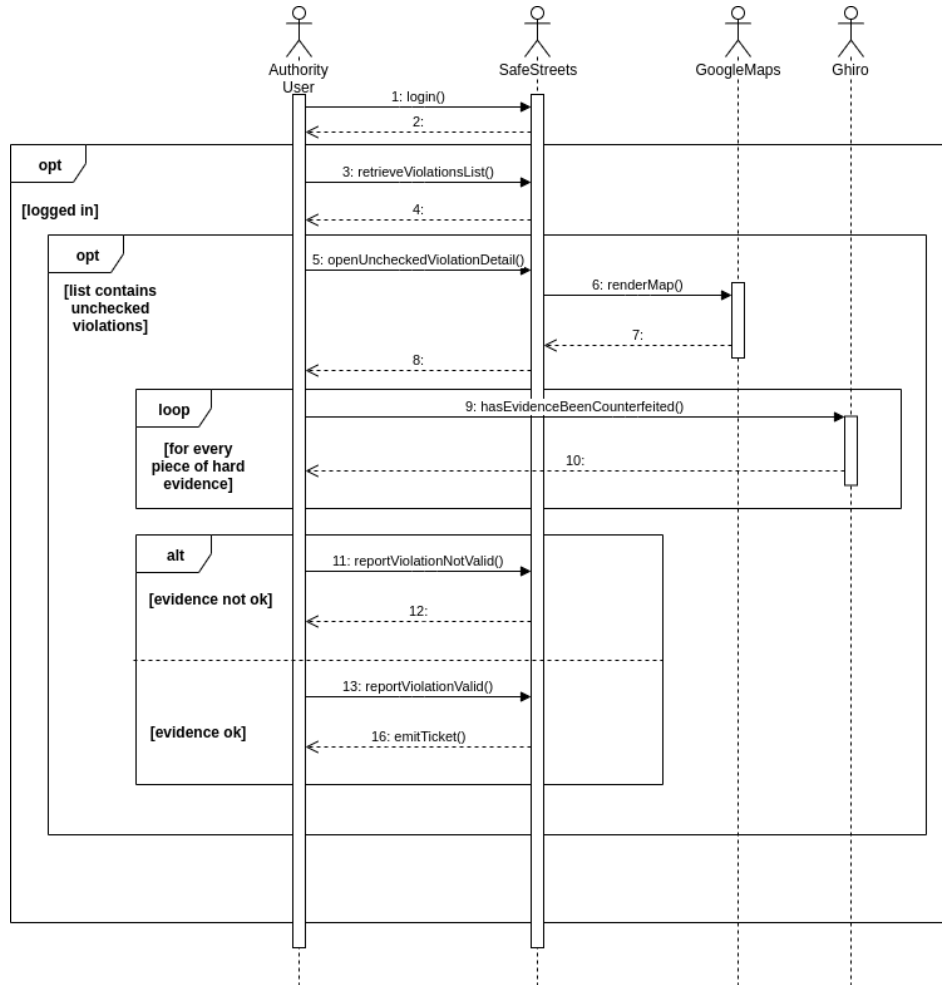 Authority
User
SafeStreets
GoogleMaps
Ghiro
1: login()
2:
opt
3: retrieveViolationsList()
[logged in]
4:
opt
5: openUncheckedViolationDetail()
[list contains
unchecked
violations]
6: renderMap()
7:
8:
loop
9: hasEvidenceBeenCounterfeited()
[for every
piece of hard
evidence]
10:
alt
11: reportViolationNotValid()
[evidence not ok]
12:
13: reportViolationValid()
[evidence ok]
16: emitTicket()